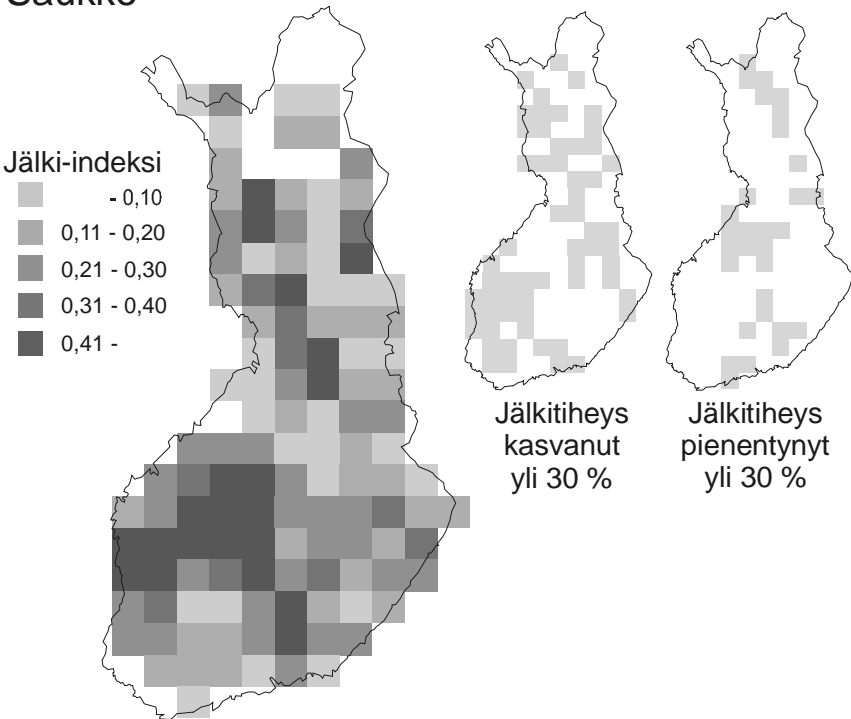 Saukko
Jälki-indeksi
- 0,10
0,11 - 0,20
0,21 - 0,30
0,31 - 0,40
0,41 -
Jälkitiheys
kasvanut
yli 30 %
Jälkitiheys
pienentynyt
yli 30 %